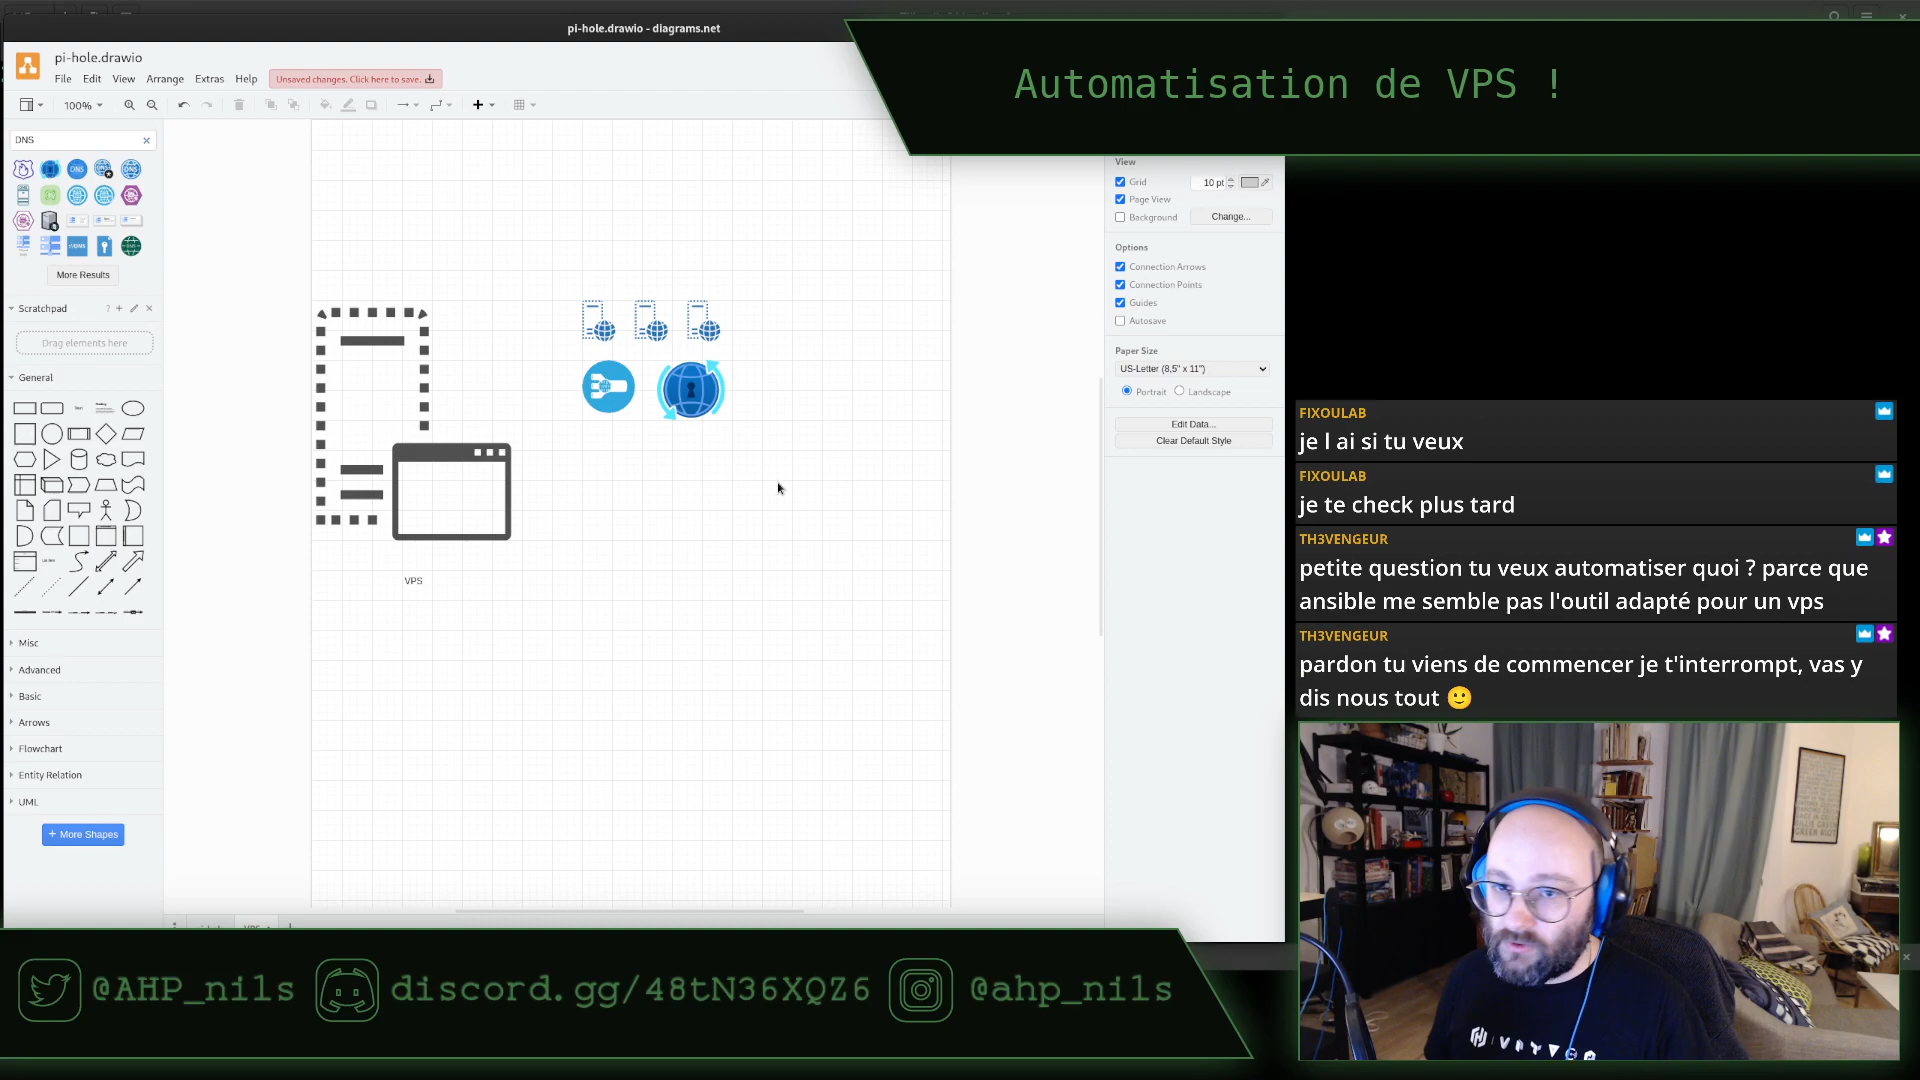 pi-hole.drawio - diagrams.net
Automatisation de VPS !
pi-hole.drawio
File Edit View Arrange Extras Help
Unsaved changes. Click here to save.
100%
DNS
DNS
DNS
More Results
Scratchpad
Drag elements here
General
Misc
Advanced
Basic
Arrows
Flowchart
Entity Relation
UML
+ More Shapes
VPS
View
Grid
10 pt
Page View
Background
Change...
Options
Connection Arrows
Connection Points
Guides
Autosave
Paper Size
US-Letter (8,5" x 11")
Portrait
Landscape
Edit Data...
Clear Default Style
FIXOULAB
je l ai si tu veux
FIXOULAB
je te check plus tard
TH3VENGEUR
petite question tu veux automatiser quoi ? parce que
ansible me semble pas l'outil adapté pour un vps
TH3VENGEUR
pardon tu viens de commencer je t'interrompt, vas y
dis nous tout 🙂
@AHP_nils
discord.gg/48tN36XQZ6
@ahp_nils